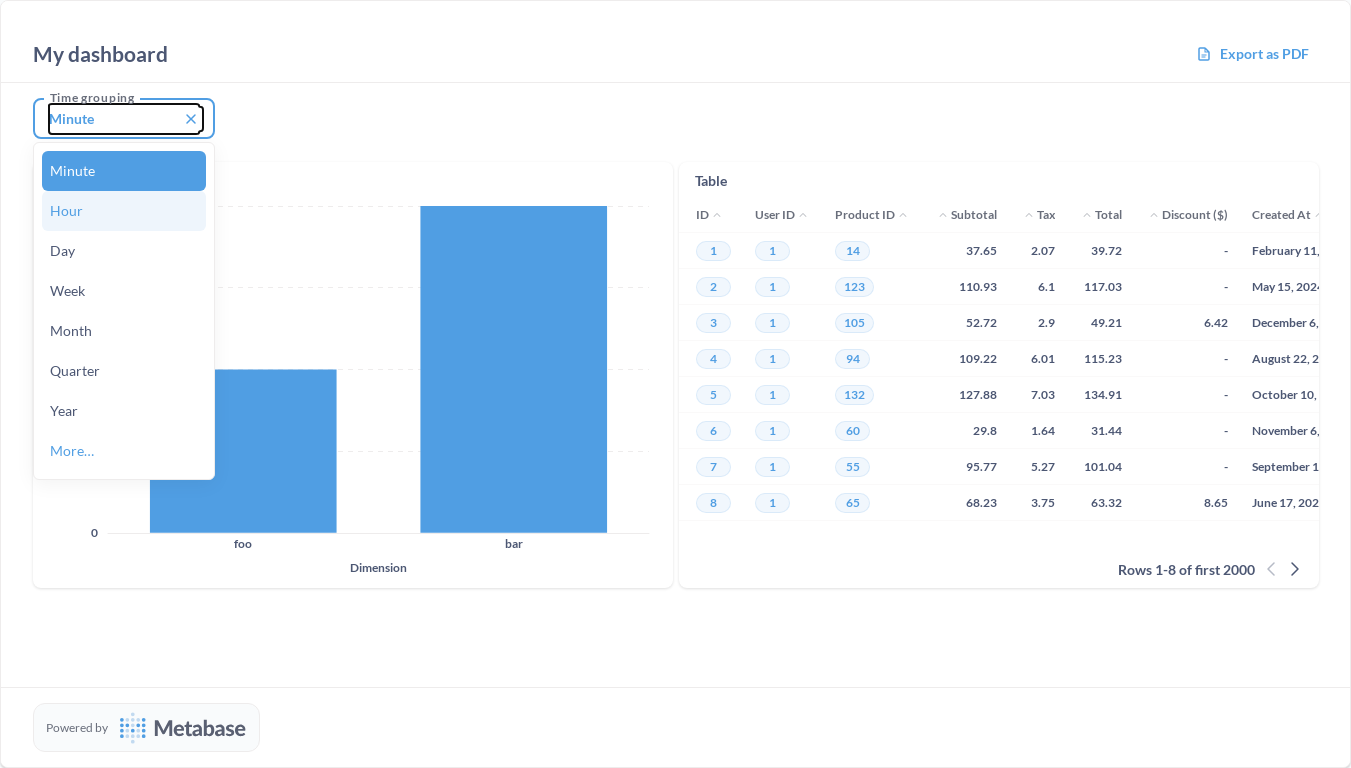 My dashboard
Export as PDF
Time grouping
Minute
Minute
Hour
Day
Week
Month
Quarter
Year
More…
0
foo
bar
Dimension
Table
ID User ID Product ID Subtotal Tax Total Discount ($) Created At
1 1 14 37.65 2.07 39.72 - February 11,
2 1 123 110.93 6.1 117.03 - May 15, 2024
3 1 105 52.72 2.9 49.21 6.42 December 6,
4 1 94 109.22 6.01 115.23 - August 22, 2
5 1 132 127.88 7.03 134.91 - October 10,
6 1 60 29.8 1.64 31.44 - November 6,
7 1 55 95.77 5.27 101.04 - September 1
8 1 65 68.23 3.75 63.32 8.65 June 17, 202
Rows 1-8 of first 2000
Powered by Metabase